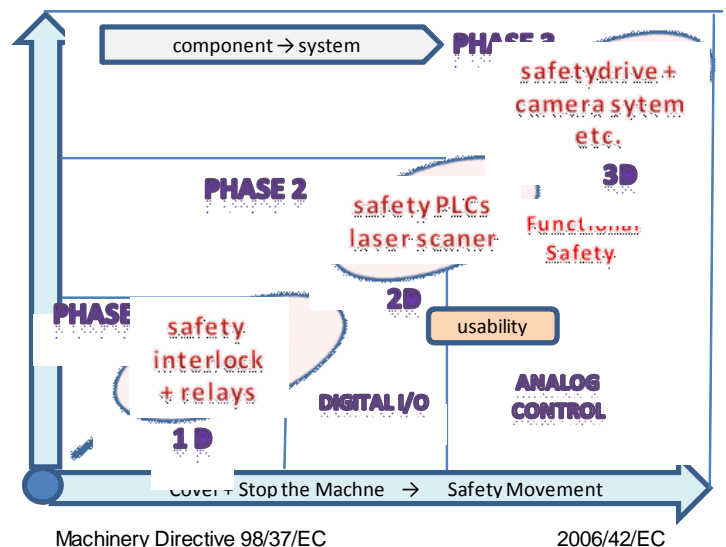 component → system
PHASE 3
safetydrive +
camera sytem
etc.
3D
PHASE 2
safety PLCs
laser scaner
Functional
Safety
2D
PHASE
usability
safety
interlock
+ relays
ANALOG
CONTROL
DIGITAL I/O
1 D
Cover + Stop the Machne → Safety Movement
Machinery Directive 98/37/EC 2006/42/EC